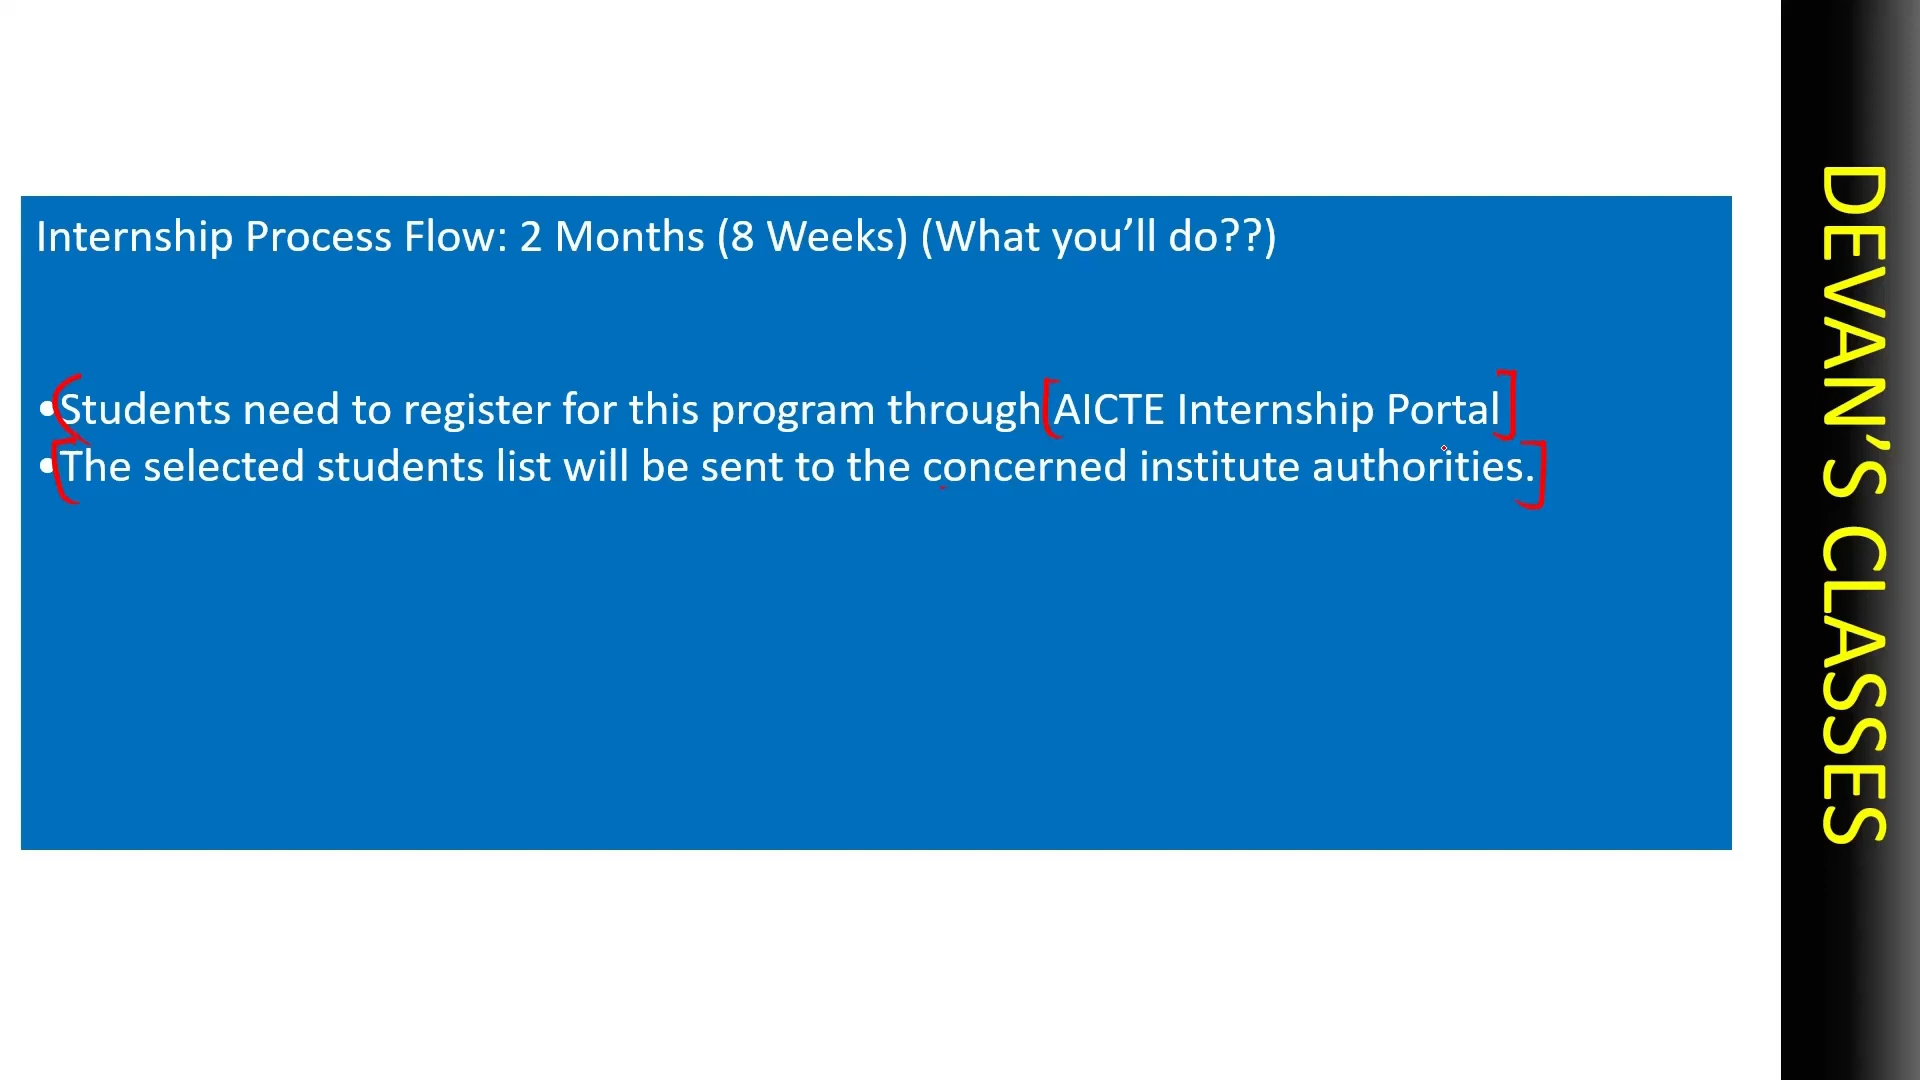 Internship Process Flow: 2 Months (8 Weeks) (What you’ll do??)
•Students need to register for this program through AICTE Internship Portal
•The selected students list will be sent to the concerned institute authorities.
DEVAN’S CLASSES